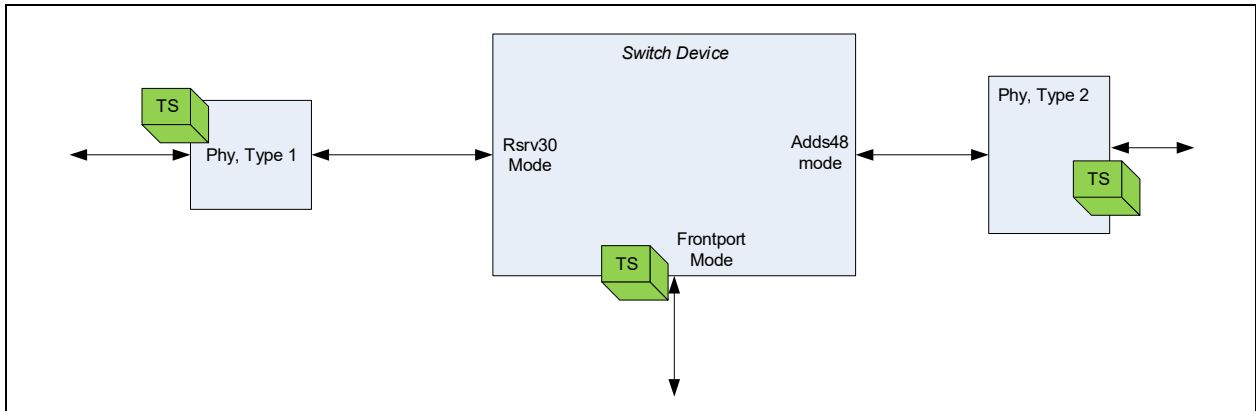 Switch Device
TS
Phy, Type 1
Rsrv30
Mode
Adds48
mode
Phy, Type 2
TS
TS
Frontport
Mode